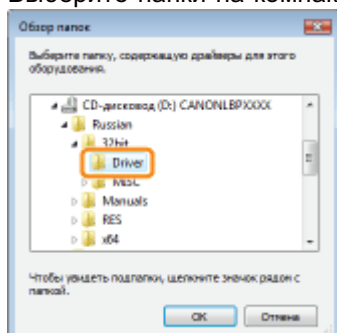 Выберите папки на компак
Обзор папок
Выберите папку, содержащую драйверы для этого
оборудования.
CD-дисковод (D:) CANONLBPXXXX
Russian
32bit
Driver
MISC
Manuals
RES
x64
Чтобы увидеть подпапки, щелкните значок рядом с
папкой.
ОК
Отмена